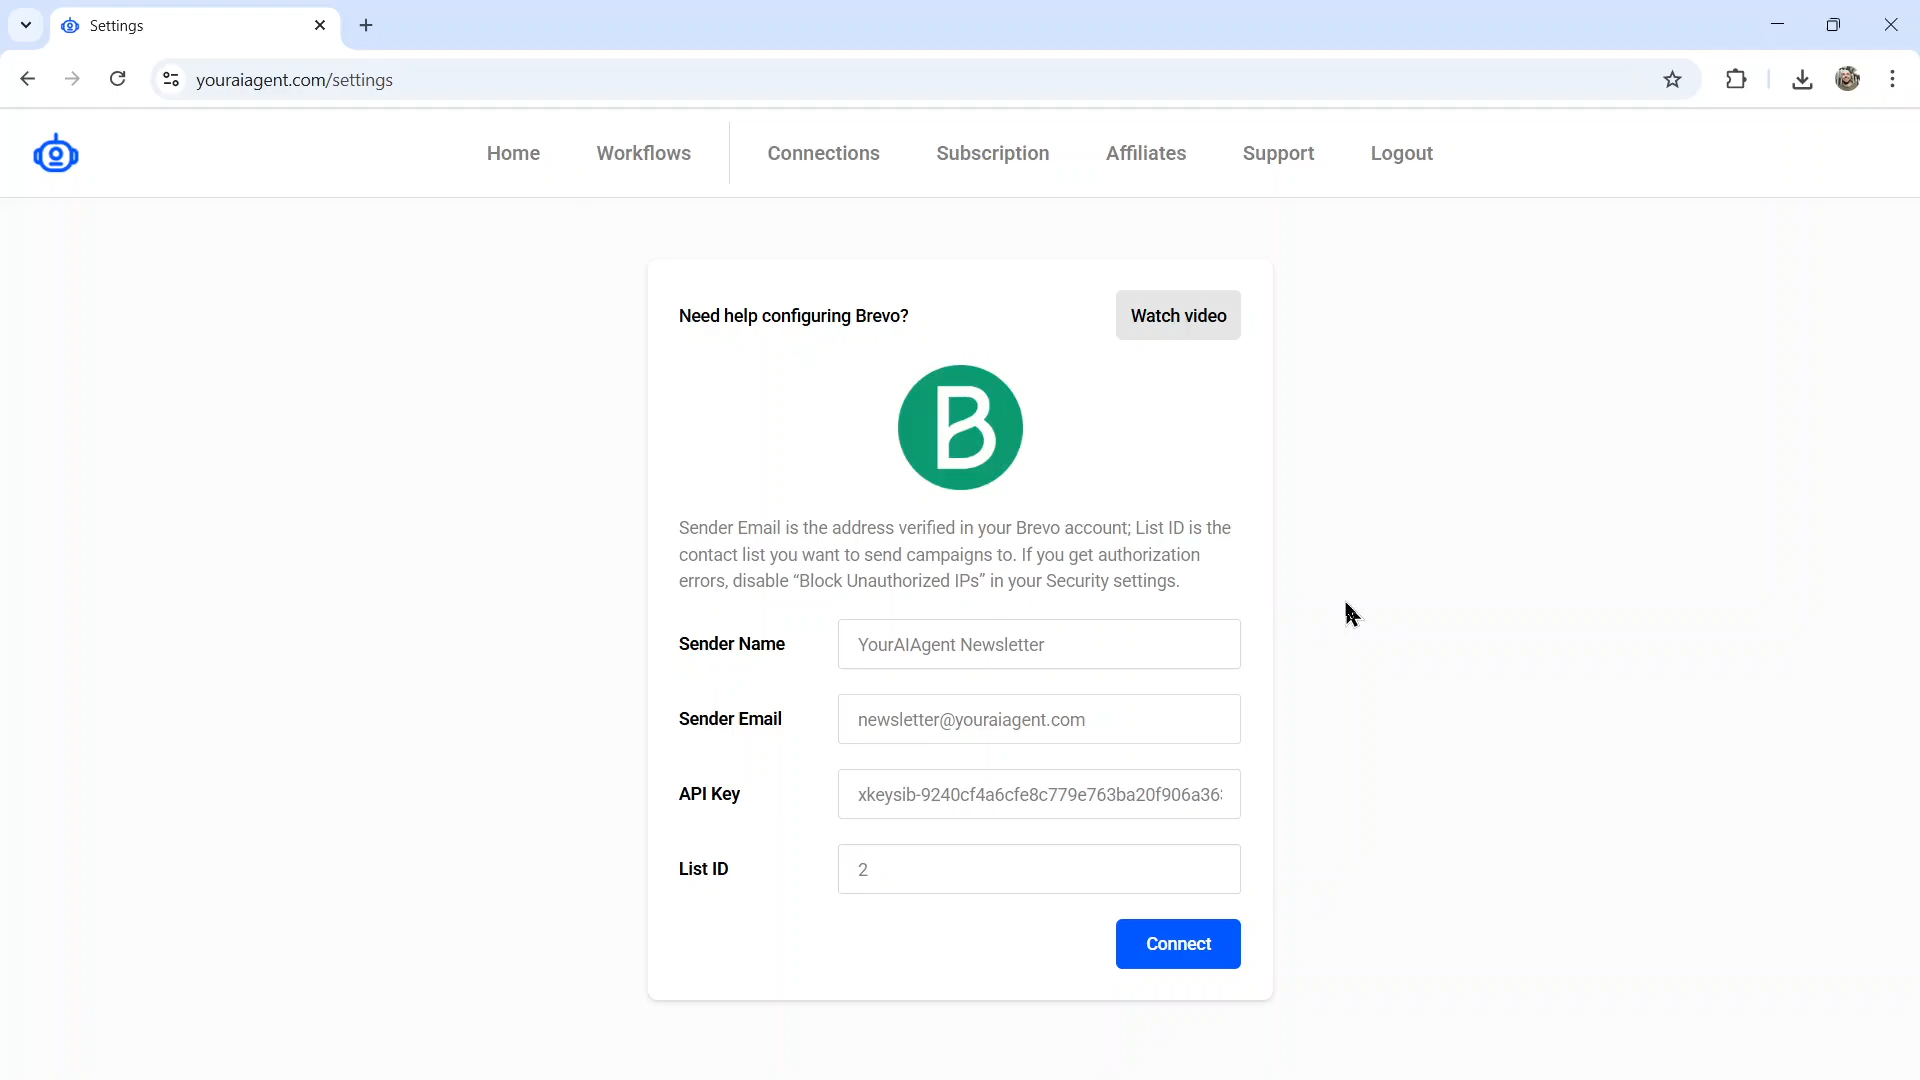 Settings
youraiagent.com/settings
Home
Workflows
Connections
Subscription
Affiliates
Support
Logout
Need help configuring Brevo?
Watch video
B
Sender Email is the address verified in your Brevo account; List ID is the
contact list you want to send campaigns to. If you get authorization
errors, disable “Block Unauthorized IPs” in your Security settings.
Sender Name
YourAIAgent Newsletter
Sender Email
newsletter@youraiagent.com
API Key
xkeysib-9240cf4a6cfe8c779e763ba20f906a36
List ID
2
Connect